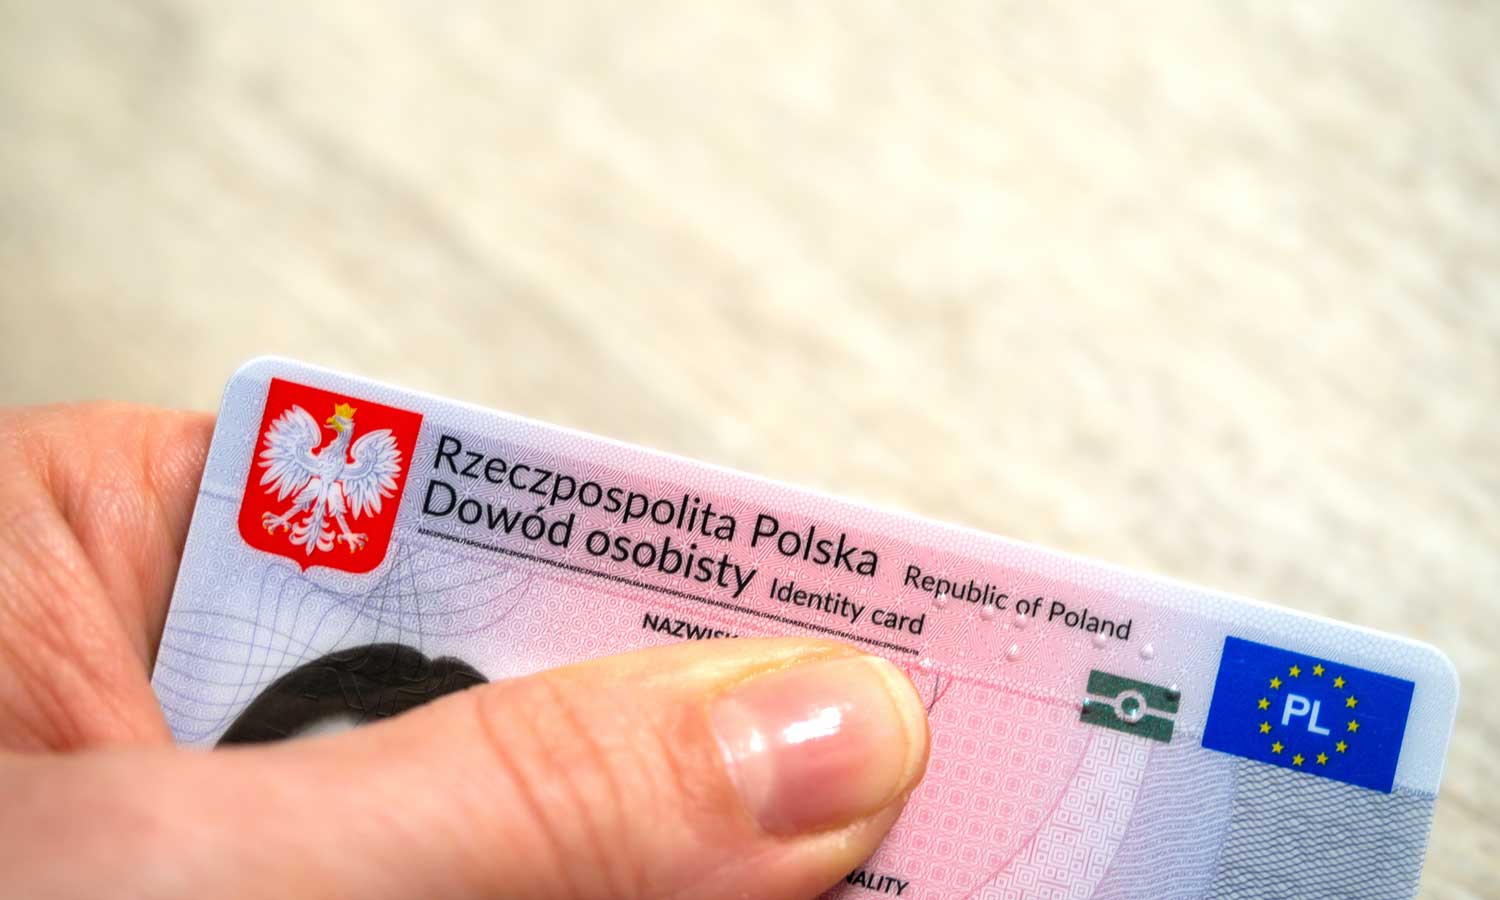 Rzeczpospolita Polska Republic of Poland
Dowód osobisty Identity card
PL